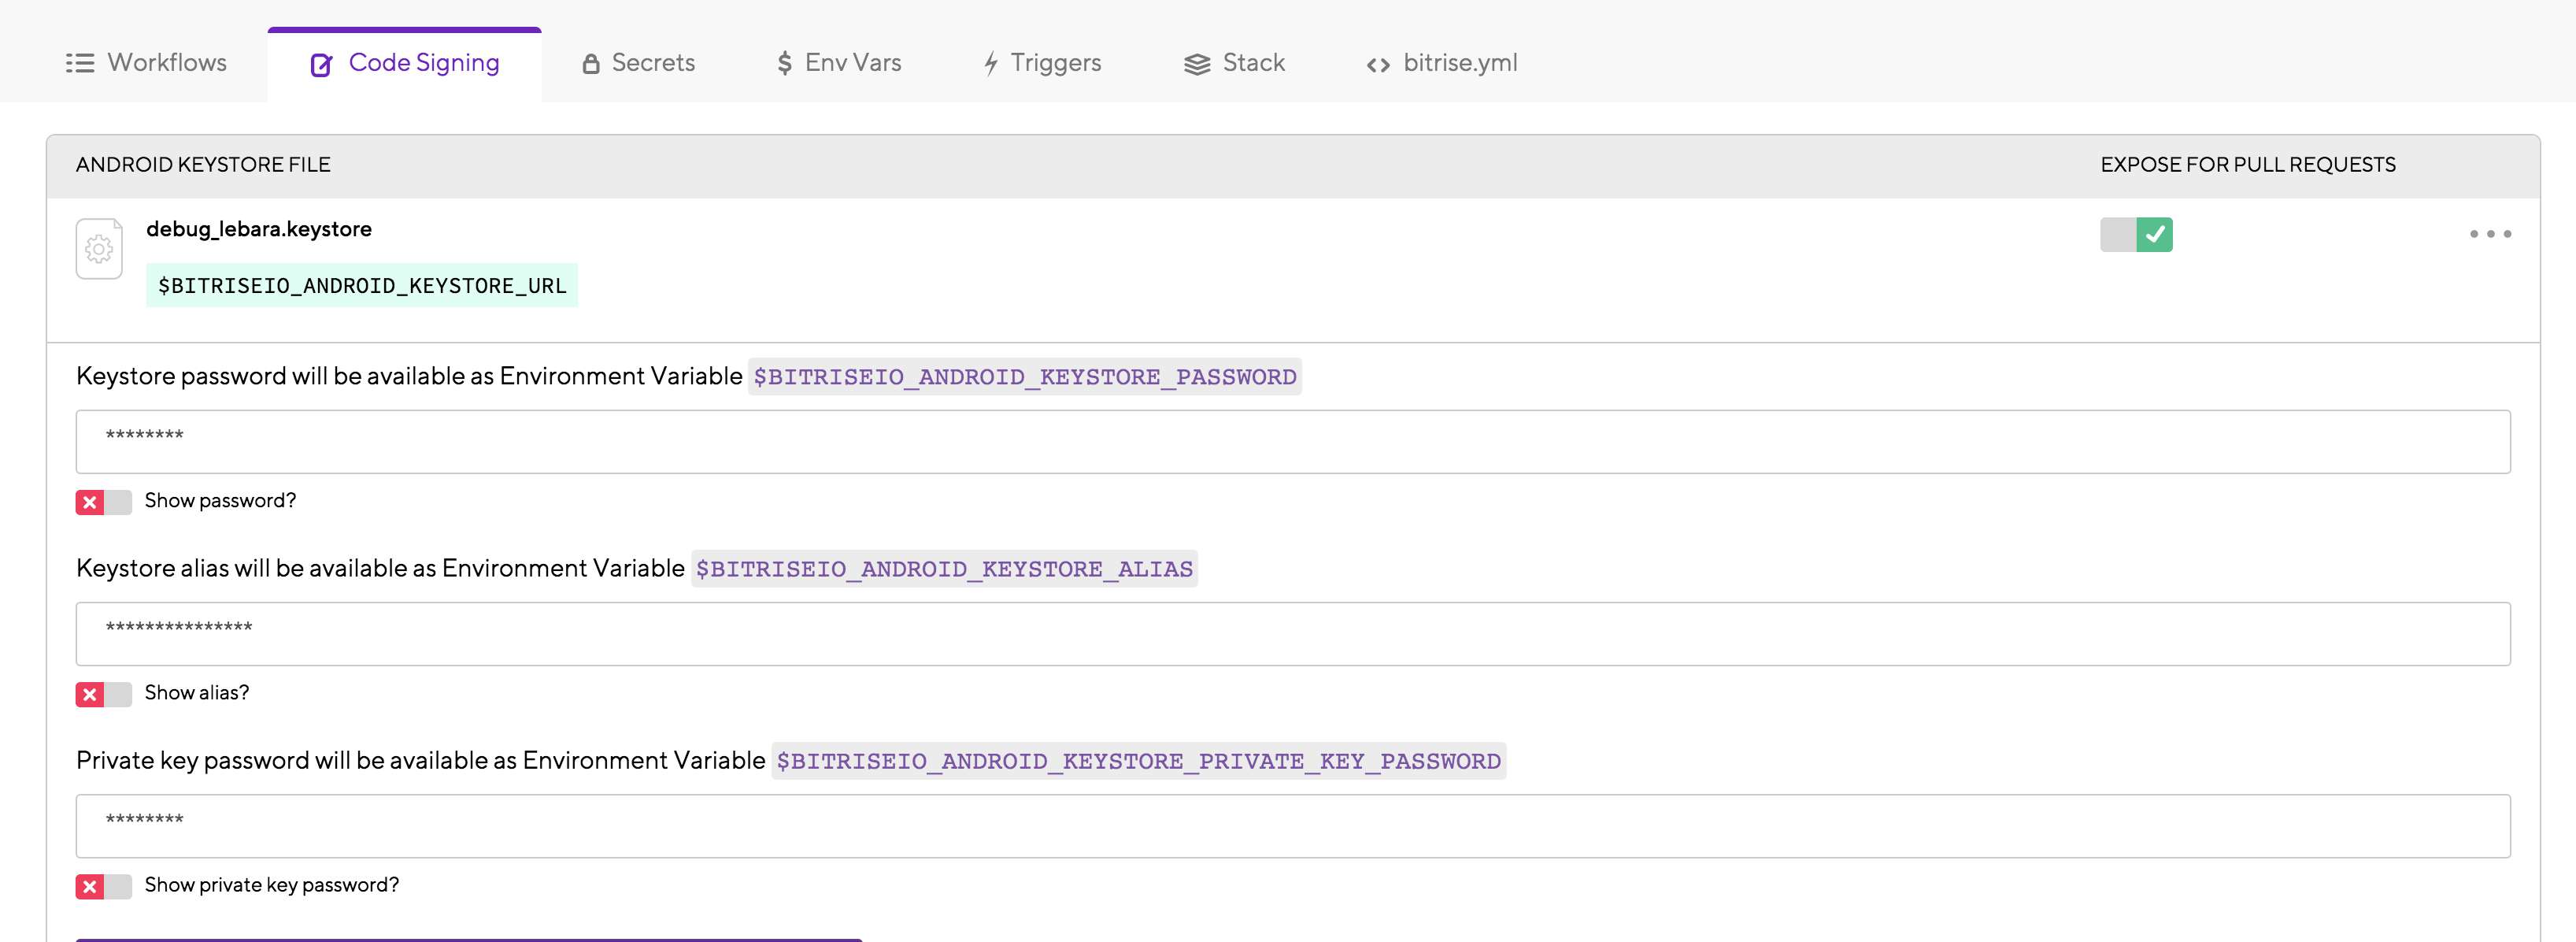 Workflows Code Signing Secrets $ Env Vars Triggers Stack <> bitrise.yml
ANDROID KEYSTORE FILE EXPOSE FOR PULL REQUESTS
debug_lebara.keystore
$BITRISEIO_ANDROID_KEYSTORE_URL
Keystore password will be available as Environment Variable $BITRISEIO_ANDROID_KEYSTORE_PASSWORD
********
Show password?
Keystore alias will be available as Environment Variable $BITRISEIO_ANDROID_KEYSTORE_ALIAS
***************
Show alias?
Private key password will be available as Environment Variable $BITRISEIO_ANDROID_KEYSTORE_PRIVATE_KEY_PASSWORD
********
Show private key password?